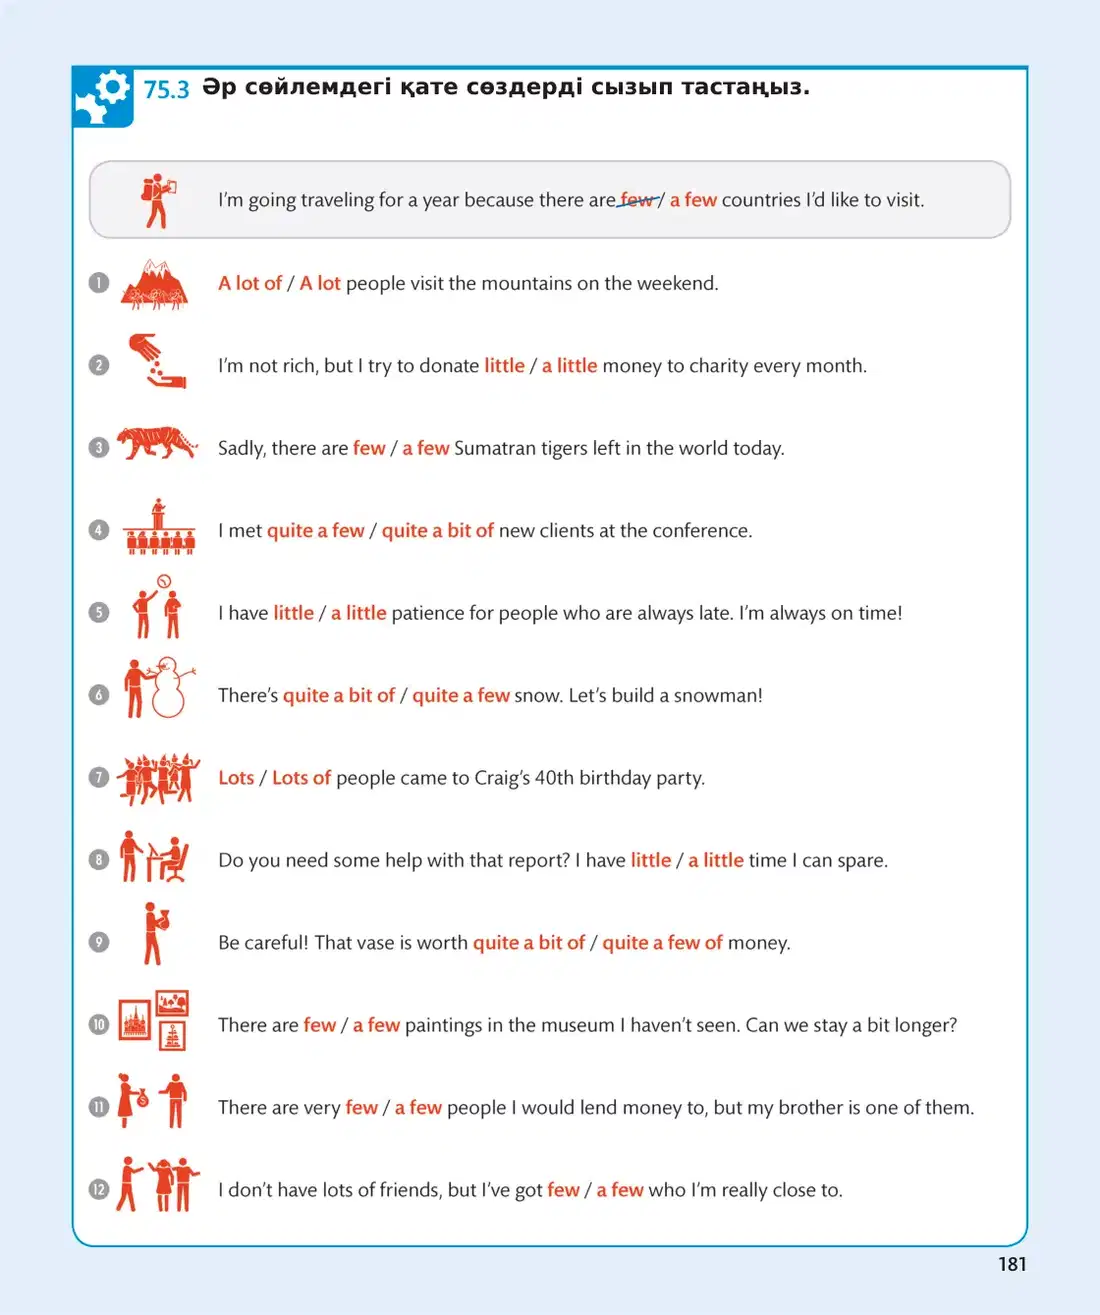 75.3 Әр сөйлемдегі қате сөздерді сызып тастаңыз.
I'm going traveling for a year because there are few / a few countries I'd like to visit.
1 A lot of / A lot people visit the mountains on the weekend.
2 I'm not rich, but I try to donate little / a little money to charity every month.
3 Sadly, there are few / a few Sumatran tigers left in the world today.
4 I met quite a few / quite a bit of new clients at the conference.
5 I have little / a little patience for people who are always late. I'm always on time!
6 There's quite a bit of / quite a few snow. Let's build a snowman!
7 Lots / Lots of people came to Craig's 40th birthday party.
8 Do you need some help with that report? I have little / a little time I can spare.
9 Be careful! That vase is worth quite a bit of / quite a few of money.
10 There are few / a few paintings in the museum I haven't seen. Can we stay a bit longer?
11 There are very few / a few people I would lend money to, but my brother is one of them.
12 I don't have lots of friends, but I've got few / a few who I'm really close to.
181